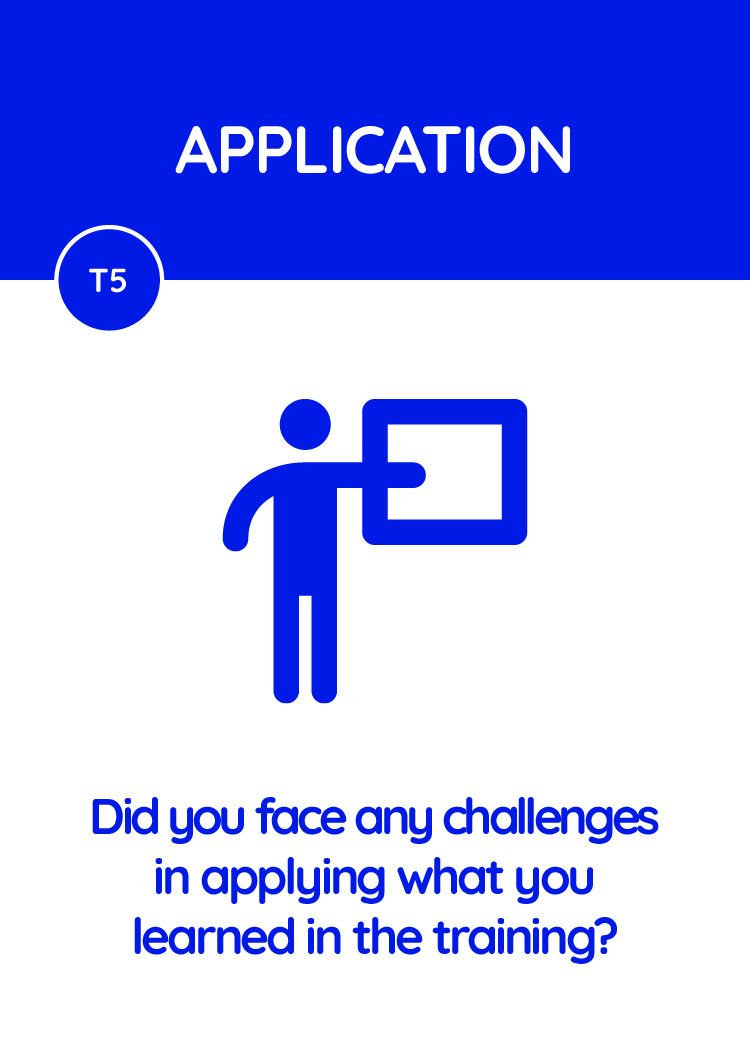 APPLICATION
T5
Did you face any challenges
in applying what you
learned in the training?